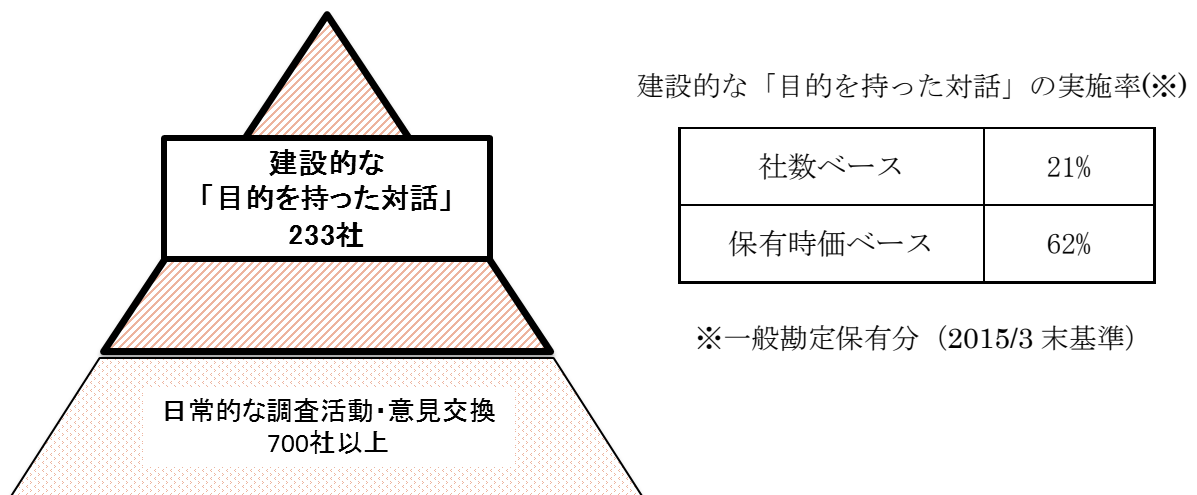 建設的な
「目的を持った対話」
233社
日常的な調査活動・意見交換
700社以上
建設的な「目的を持った対話」の実施率(※)
社数ベース 21%
保有時価ベース 62%
※一般勘定保有分（2015/3 末基準）